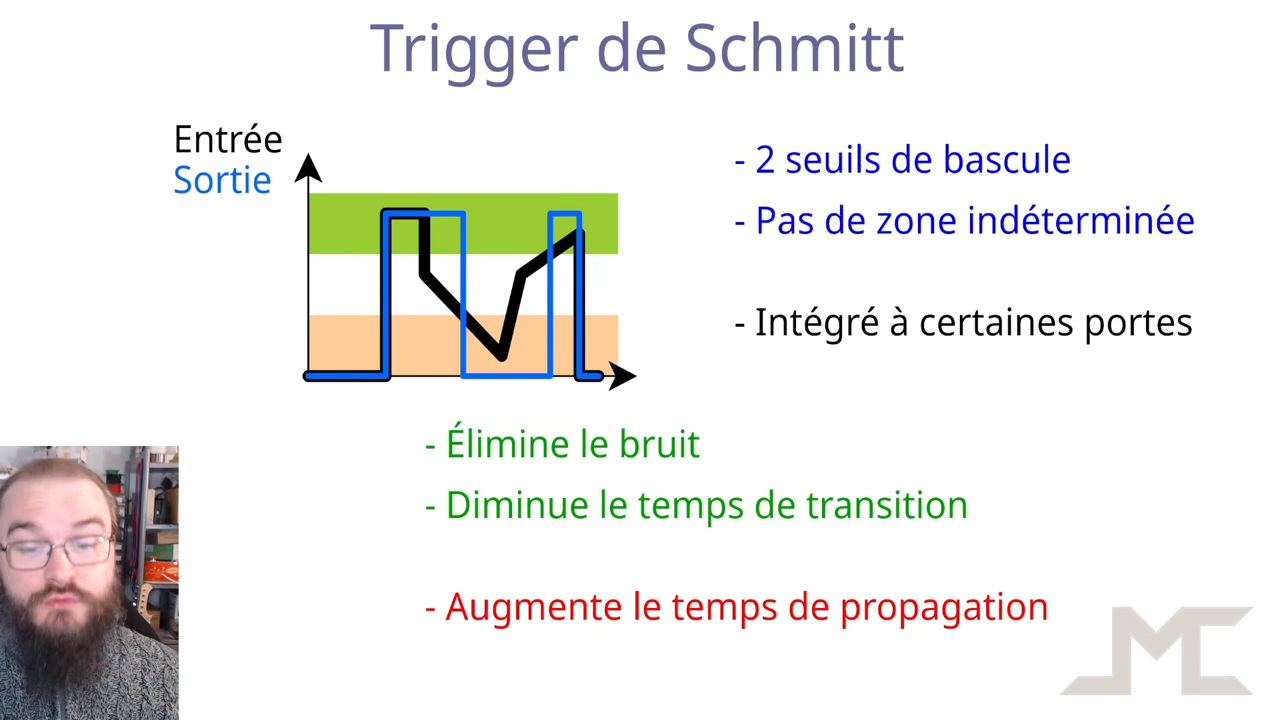 Trigger de Schmitt
Entrée
Sortie
- 2 seuils de bascule
- Pas de zone indéterminée
- Intégré à certaines portes
- Élimine le bruit
- Diminue le temps de transition
- Augmente le temps de propagation
MC